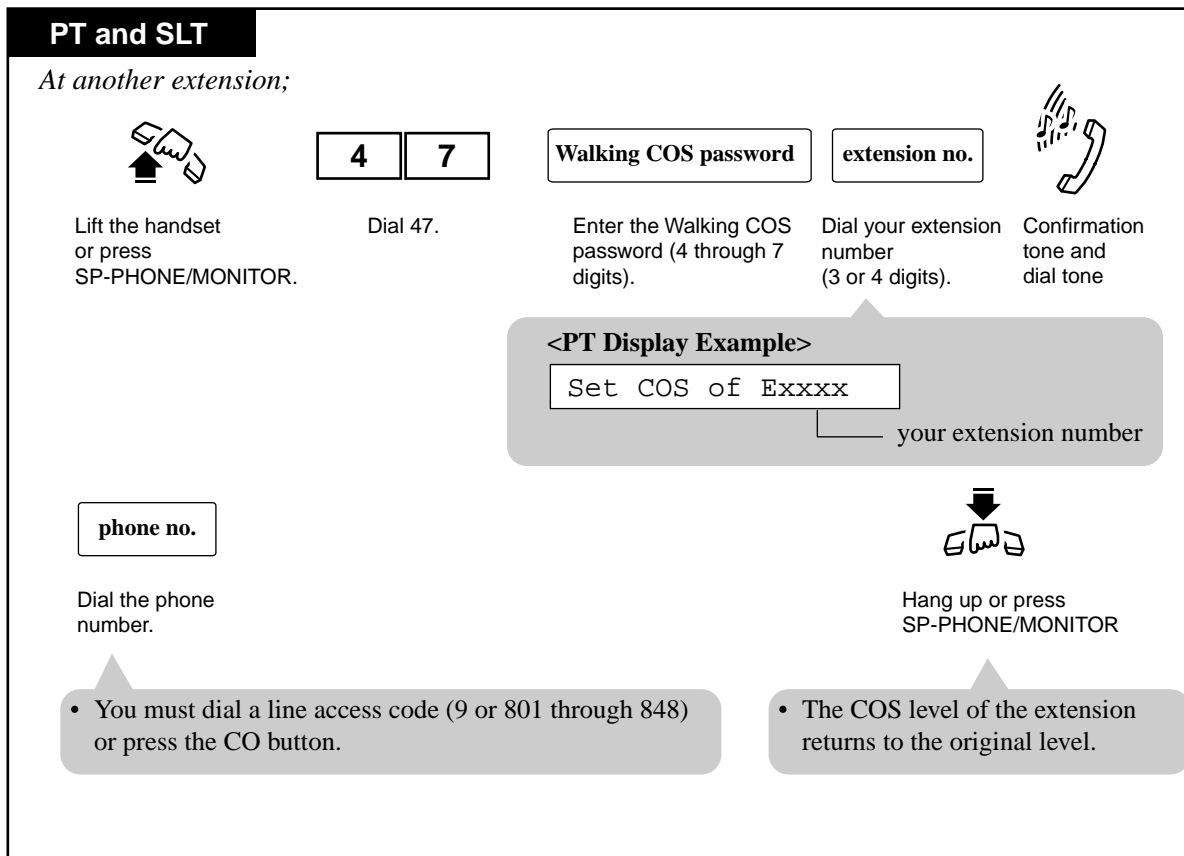 PT and SLT
At another extension;
4 7
Walking COS password
extension no.
Lift the handset
or press
SP-PHONE/MONITOR.
Dial 47.
Enter the Walking COS
password (4 through 7
digits).
Dial your extension
number
(3 or 4 digits).
Confirmation
tone and
dial tone
<PT Display Example>
Set COS of Exxxx
your extension number
phone no.
Dial the phone
number.
Hang up or press
SP-PHONE/MONITOR
• You must dial a line access code (9 or 801 through 848)
or press the CO button.
• The COS level of the extension
returns to the original level.